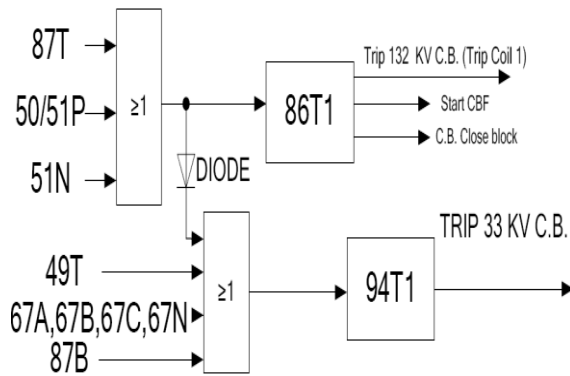 87T
50/51P
51N
≥1
86T1
Trip 132 KV C.B. (Trip Coil 1)
Start CBF
C.B. Close block
DIODE
49T
67A,67B,67C,67N
87B
≥1
94T1
TRIP 33 KV C.B.